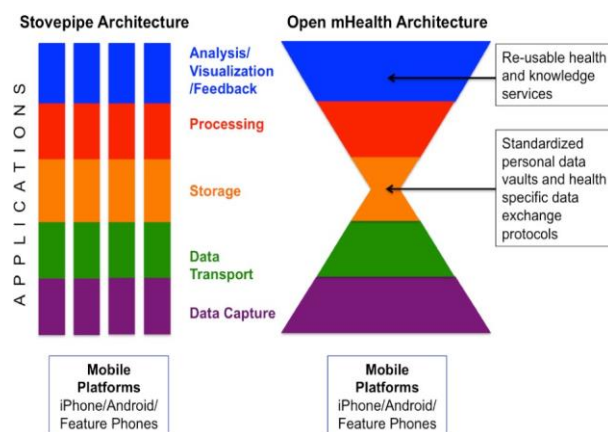 Stovepipe Architecture
Open mHealth Architecture
APPLICATIONS
Analysis/
Visualization
/Feedback
Processing
Storage
Data
Transport
Data Capture
Re-usable health
and knowledge
services
Standardized
personal data
vaults and health
specific data
exchange
protocols
Mobile
Platforms
iPhone/Android/
Feature Phones
Mobile
Platforms
iPhone/Android/
Feature Phones